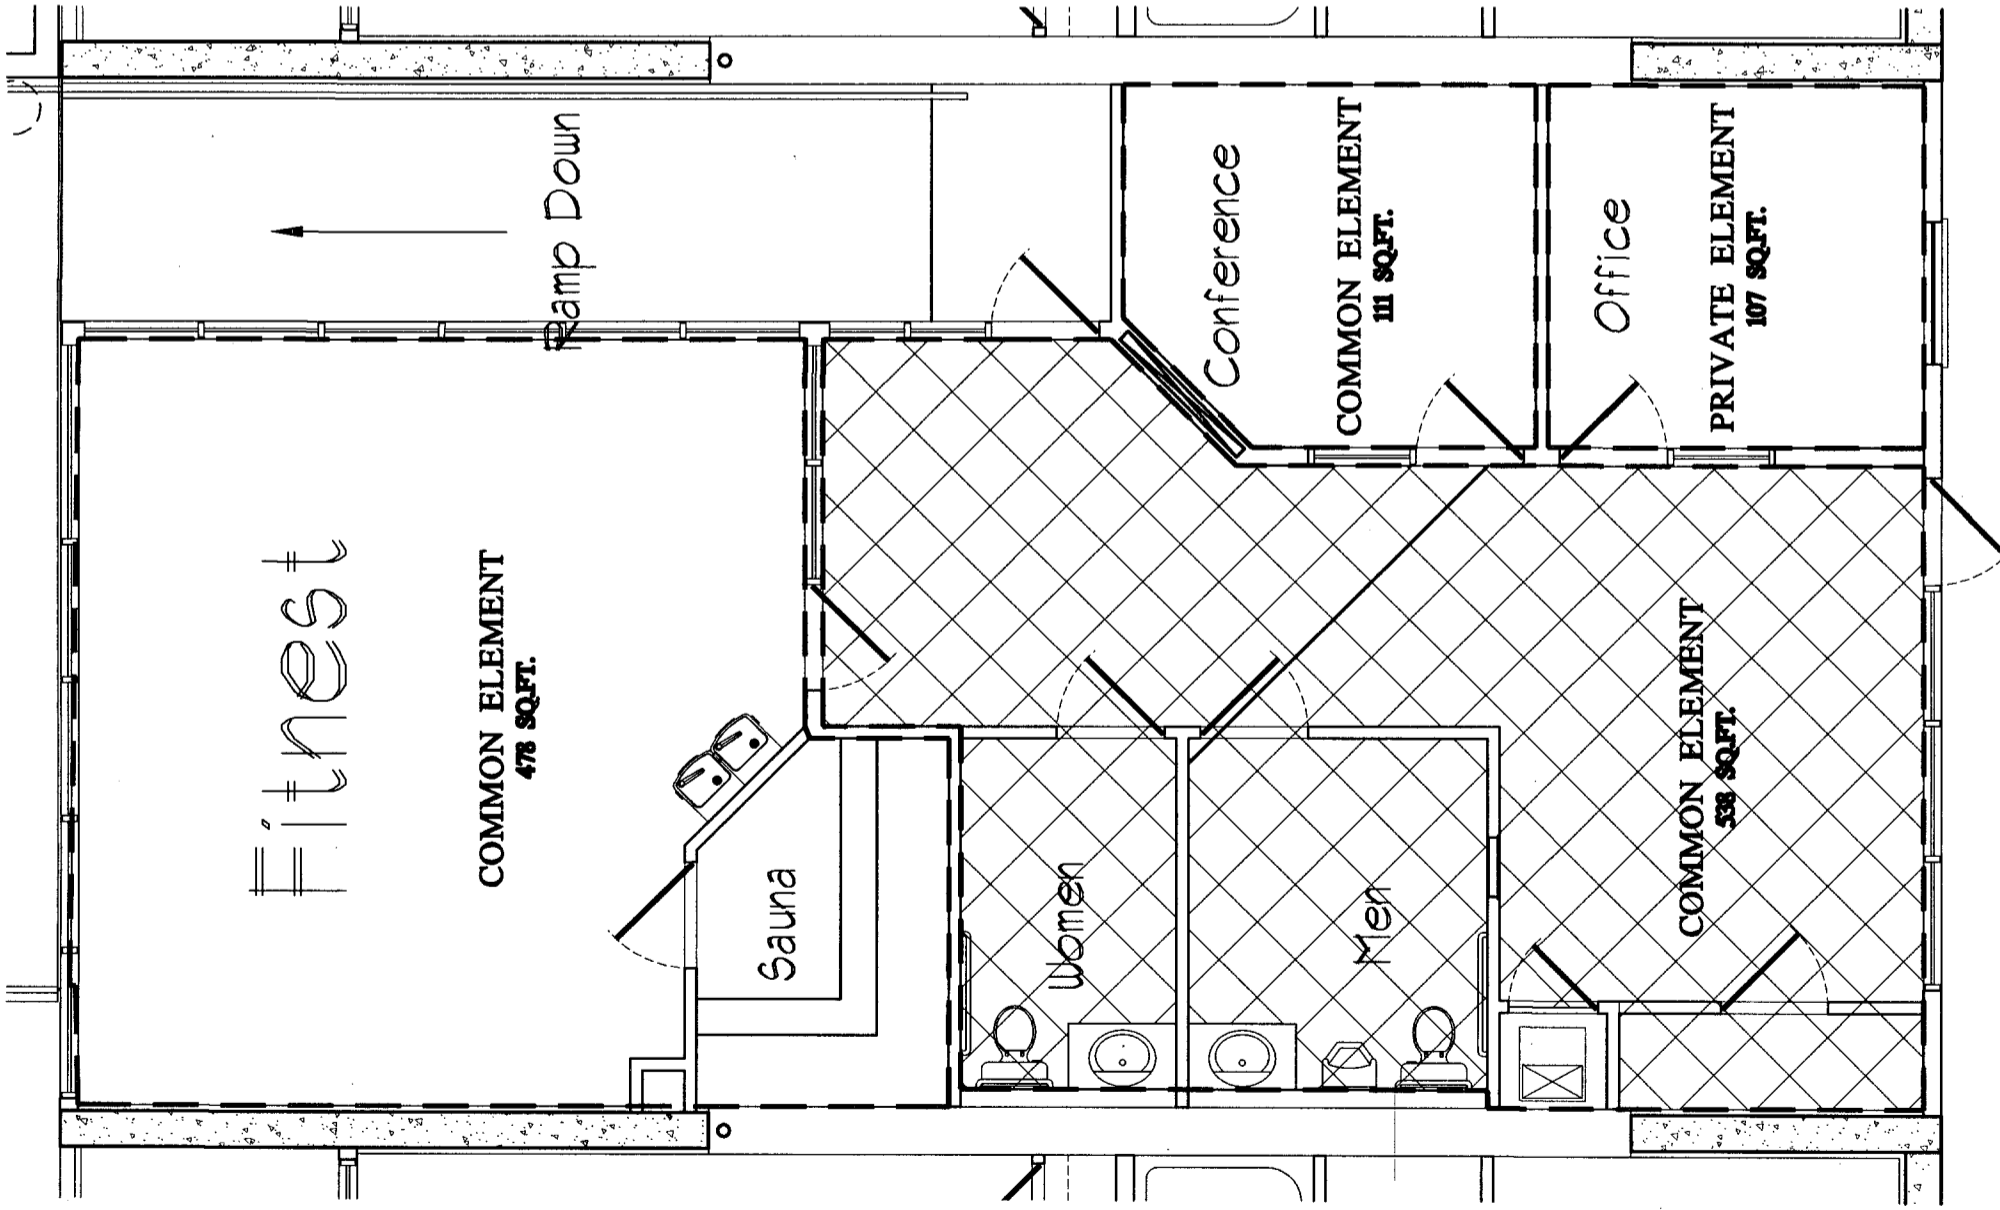 Ramp Down
Conference
COMMON ELEMENT
111 SQ.FT.
Office
PRIVATE ELEMENT
107 SQ.FT.
Fitnest
COMMON ELEMENT
478 SQ.FT.
Sauna
Women
Men
COMMON ELEMENT
538 SQ.FT.